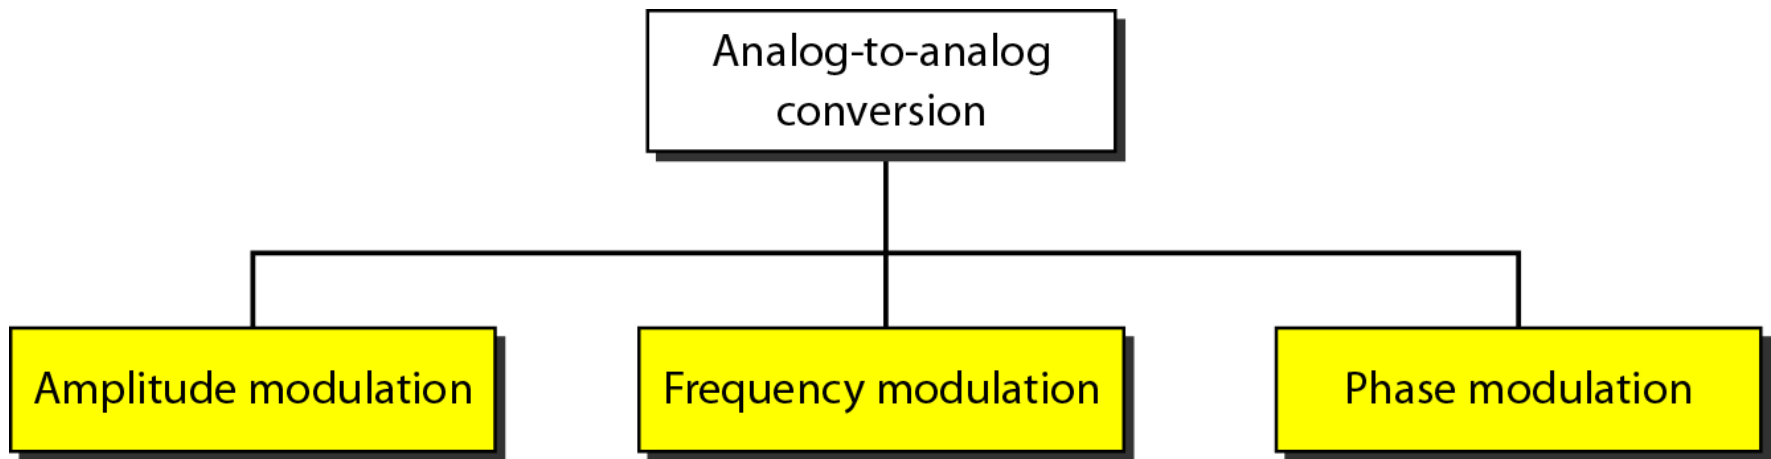 Analog-to-analog
conversion
Amplitude modulation
Frequency modulation
Phase modulation